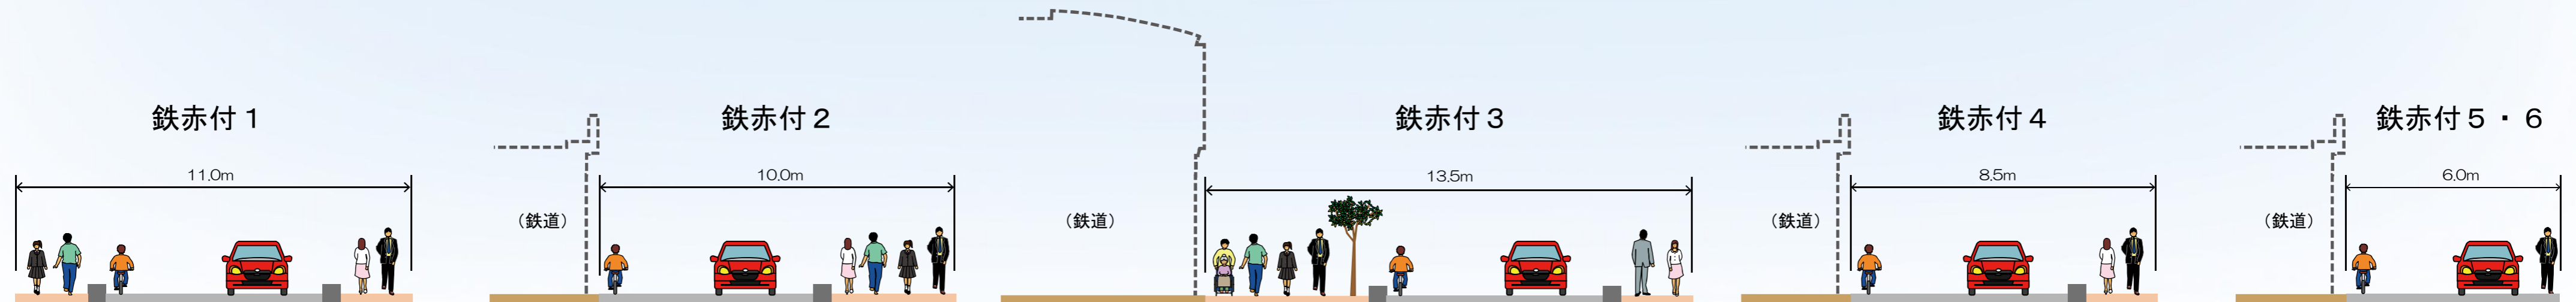 鉄赤付1
11.0m
鉄赤付2
10.0m
(鉄道)
鉄赤付3
13.5m
(鉄道)
鉄赤付4
8.5m
(鉄道)
鉄赤付5・6
6.0m
(鉄道)